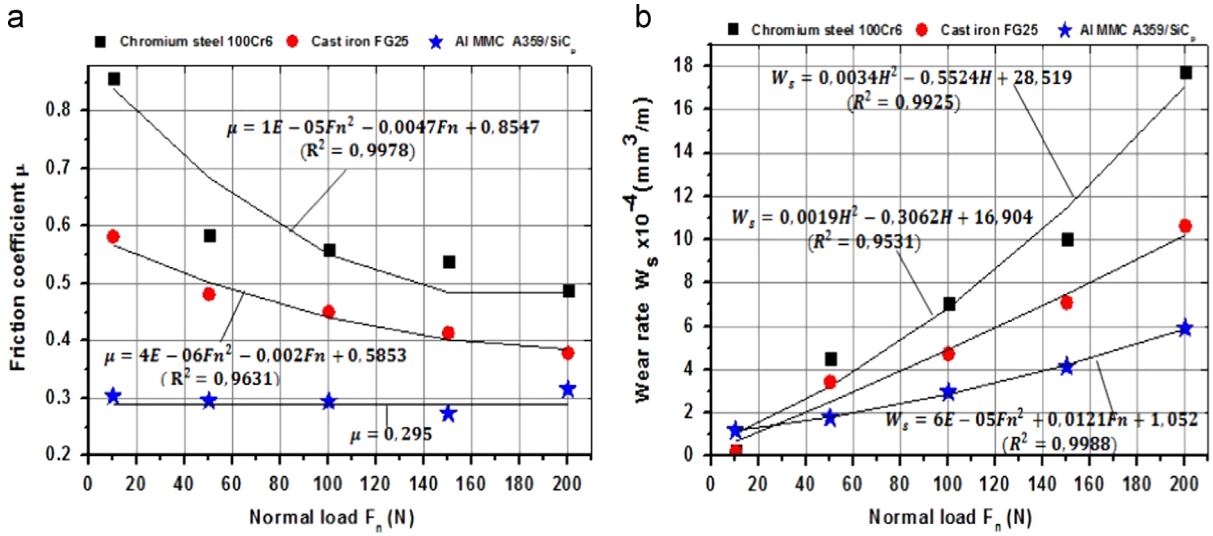 a
Chromium steel 100Cr6 Cast iron FG25 Al MMC A359/SiCp
Friction coefficient μ
0.8
0.7
0.6
0.5
0.4
0.3
0.2
μ = 1E − 05Fn² − 0,0047Fn + 0,8547
(R² = 0,9978)
μ = 4E − 06Fn² − 0,002Fn + 0,5853
(R² = 0,9631)
μ = 0,295
0 20 40 60 80 100 120 140 160 180 200
Normal load Fn (N)
b
Chromium steel 100Cr6 Cast iron FG25 Al MMC A359/SiCp
Wear rate Ws x10⁻⁴(mm³/m)
18
16
14
12
10
8
6
4
2
0
Ws = 0,0034H² − 0,5524H + 28,519
(R² = 0,9925)
Ws = 0,0019H² − 0,3062H + 16,904
(R² = 0,9531)
Ws = 6E − 05Fn² + 0,0121Fn + 1,052
(R² = 0,9988)
0 20 40 60 80 100 120 140 160 180 200
Normal load Fn (N)